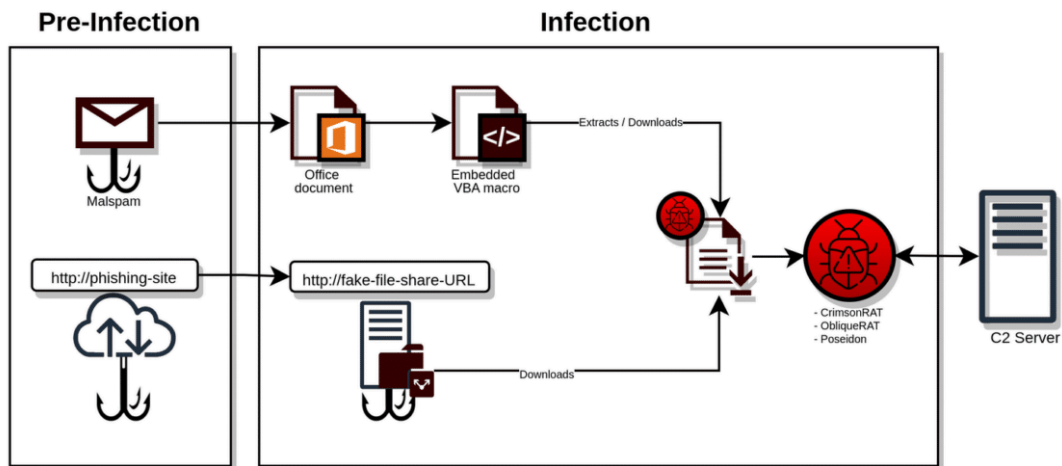 Pre-Infection
Infection
Malspam
Office
document
</>
Embedded
VBA macro
Extracts / Downloads
http://phishing-site
http://fake-file-share-URL
Downloads
- CrimsonRAT
- ObliqueRAT
- Poseidon
C2 Server